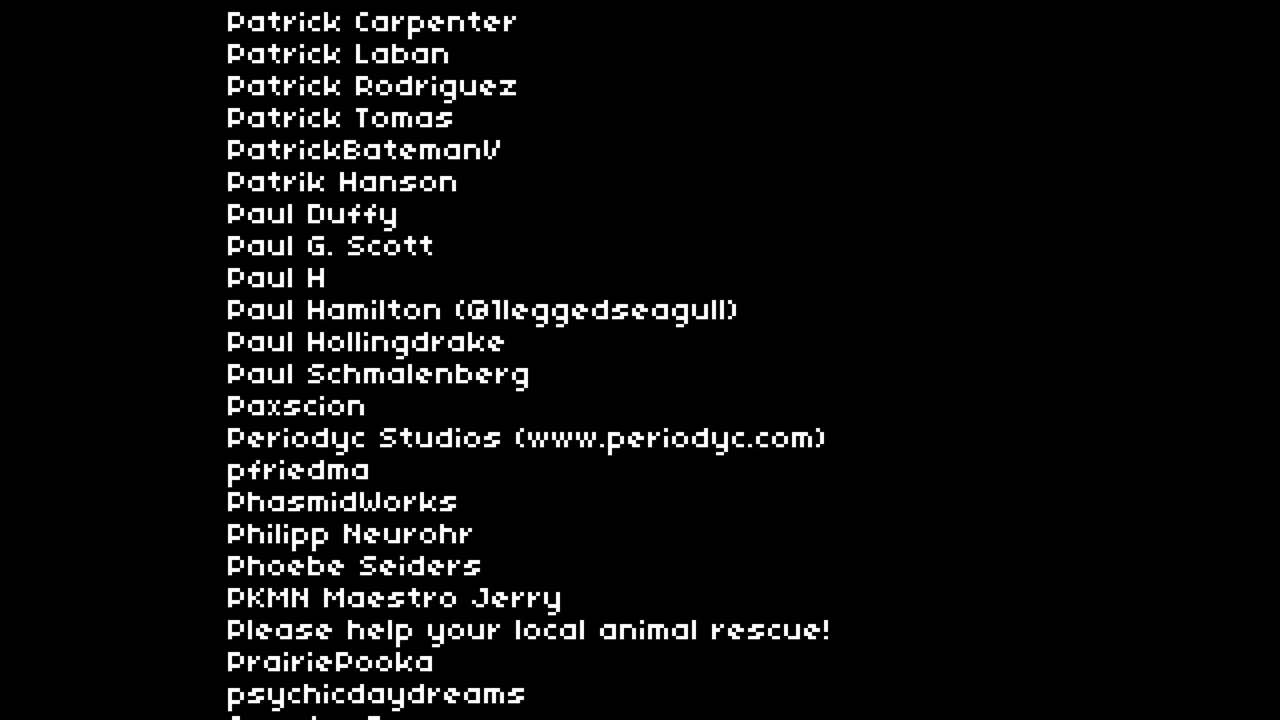 Patrick Carpenter
Patrick Laban
Patrick Rodriguez
Patrick Tomas
PatrickBatemanV
Patrik Hanson
Paul Duffy
Paul G. Scott
Paul H
Paul Hamilton (@1leggedseagull)
Paul Hollingdrake
Paul Schmalenberg
Paxscion
Periodyc Studios (www.periodyc.com)
pfriedma
PhasmidWorks
Philipp Neurohr
Phoebe Seiders
PKMN Maestro Jerry
Please help your local animal rescue!
PrairiePooka
psychicdaydreams